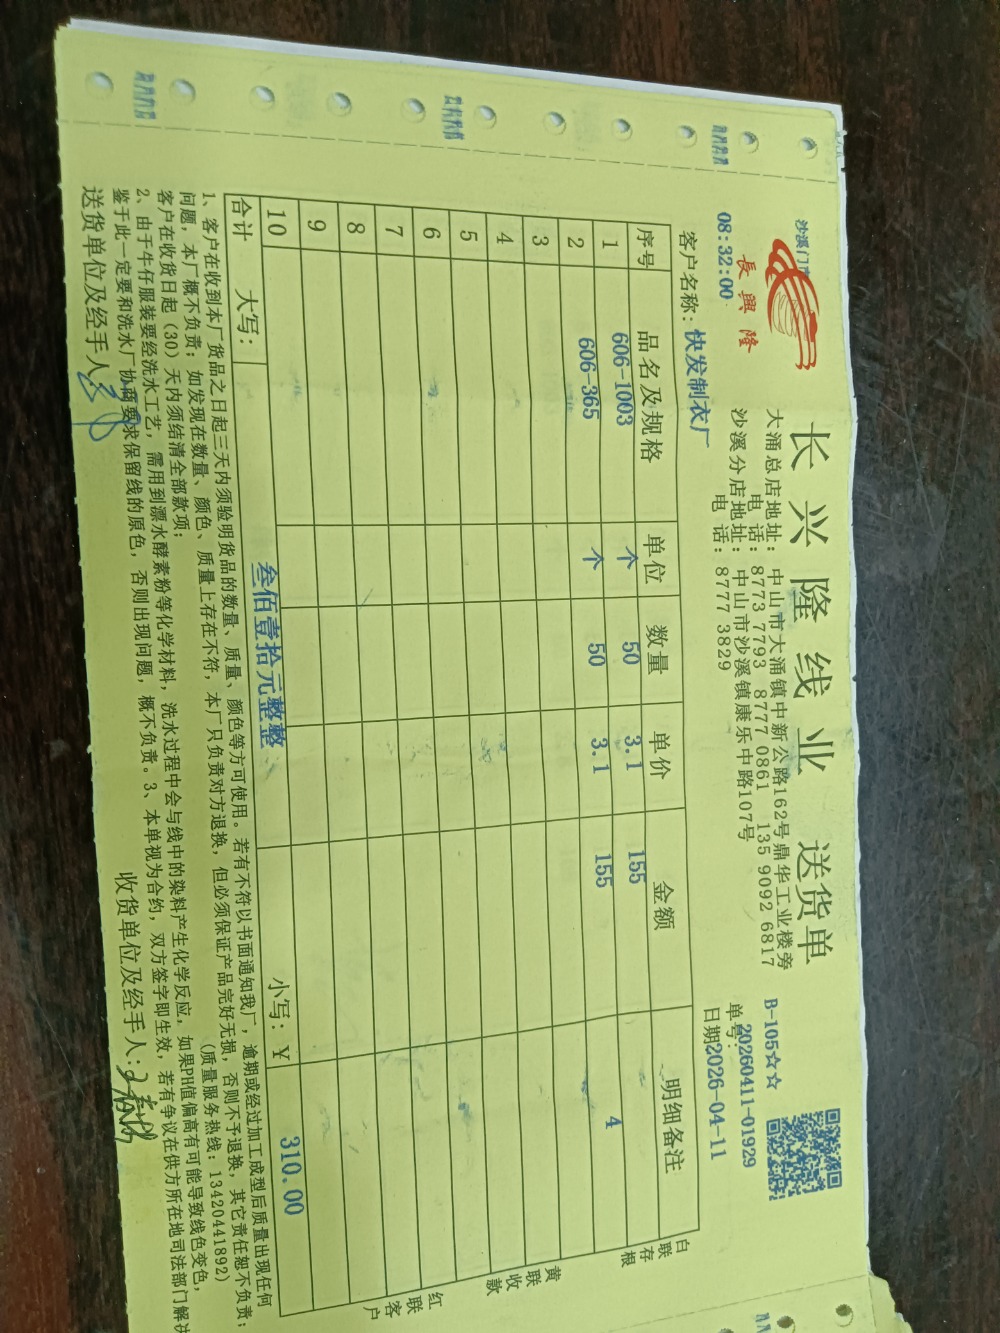 沙溪门市
長興隆
08:32:00
长兴隆线业 送货单
大涌总店地址：中山市大涌镇中新公路162号鼎华工业楼旁
电 话：8773 7793 8777 0861 135 9092 6817
沙溪分店地址：中山市沙溪镇康乐中路107号
电 话：8777 3829
B-105☆☆
单号：20260411-01929
日期2026-04-11
客户名称：快发制衣厂
序号 品名及规格 单位 数量 单价 金额 明细备注
1 606-1003 个 50 3.1 155
2 606-365 个 50 3.1 155 4
3
4
5
6
7
8
9
10
合计 大写： 叁佰壹拾元整整 小写：￥ 310.00
白联存根
黄联收款
红联客户
1、客户在收到本厂货品之日起三天内须验明货品的数量、质量、颜色等方可使用。若有不符以书面通知我厂，逾期或经过加工成型后质量出现任何
问题，本厂概不负责；如发现在数量、颜色、质量上存在不符，本厂只负责对方退换，但必须保证产品完好无损，否则不予退换，其它责任恕不负责；
客户在收货日起（30）天内须结清全部款项； （质量服务热线：13420441892）
2、由于牛仔服装要经洗水工艺，需用到漂水酵素粉等化学材料，洗水过程中会与线中的染料产生化学反应，如果PH值偏高有可能导致线色变色，
鉴于此一定要和洗水厂协商要求保留线的原色，否则出现问题，概不负责。3、本单视为合约，双方签字即生效，若有争议在供方所在地司法部门解决
送货单位及经手人： 收货单位及经手人：